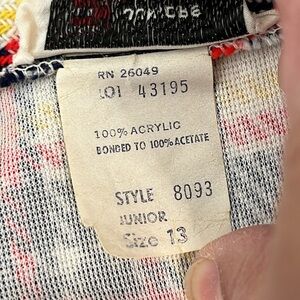 RN 26049
LOT 43195
100% ACRYLIC
BONDED TO 100% ACETATE
STYLE 8093
JUNIOR
Size 13